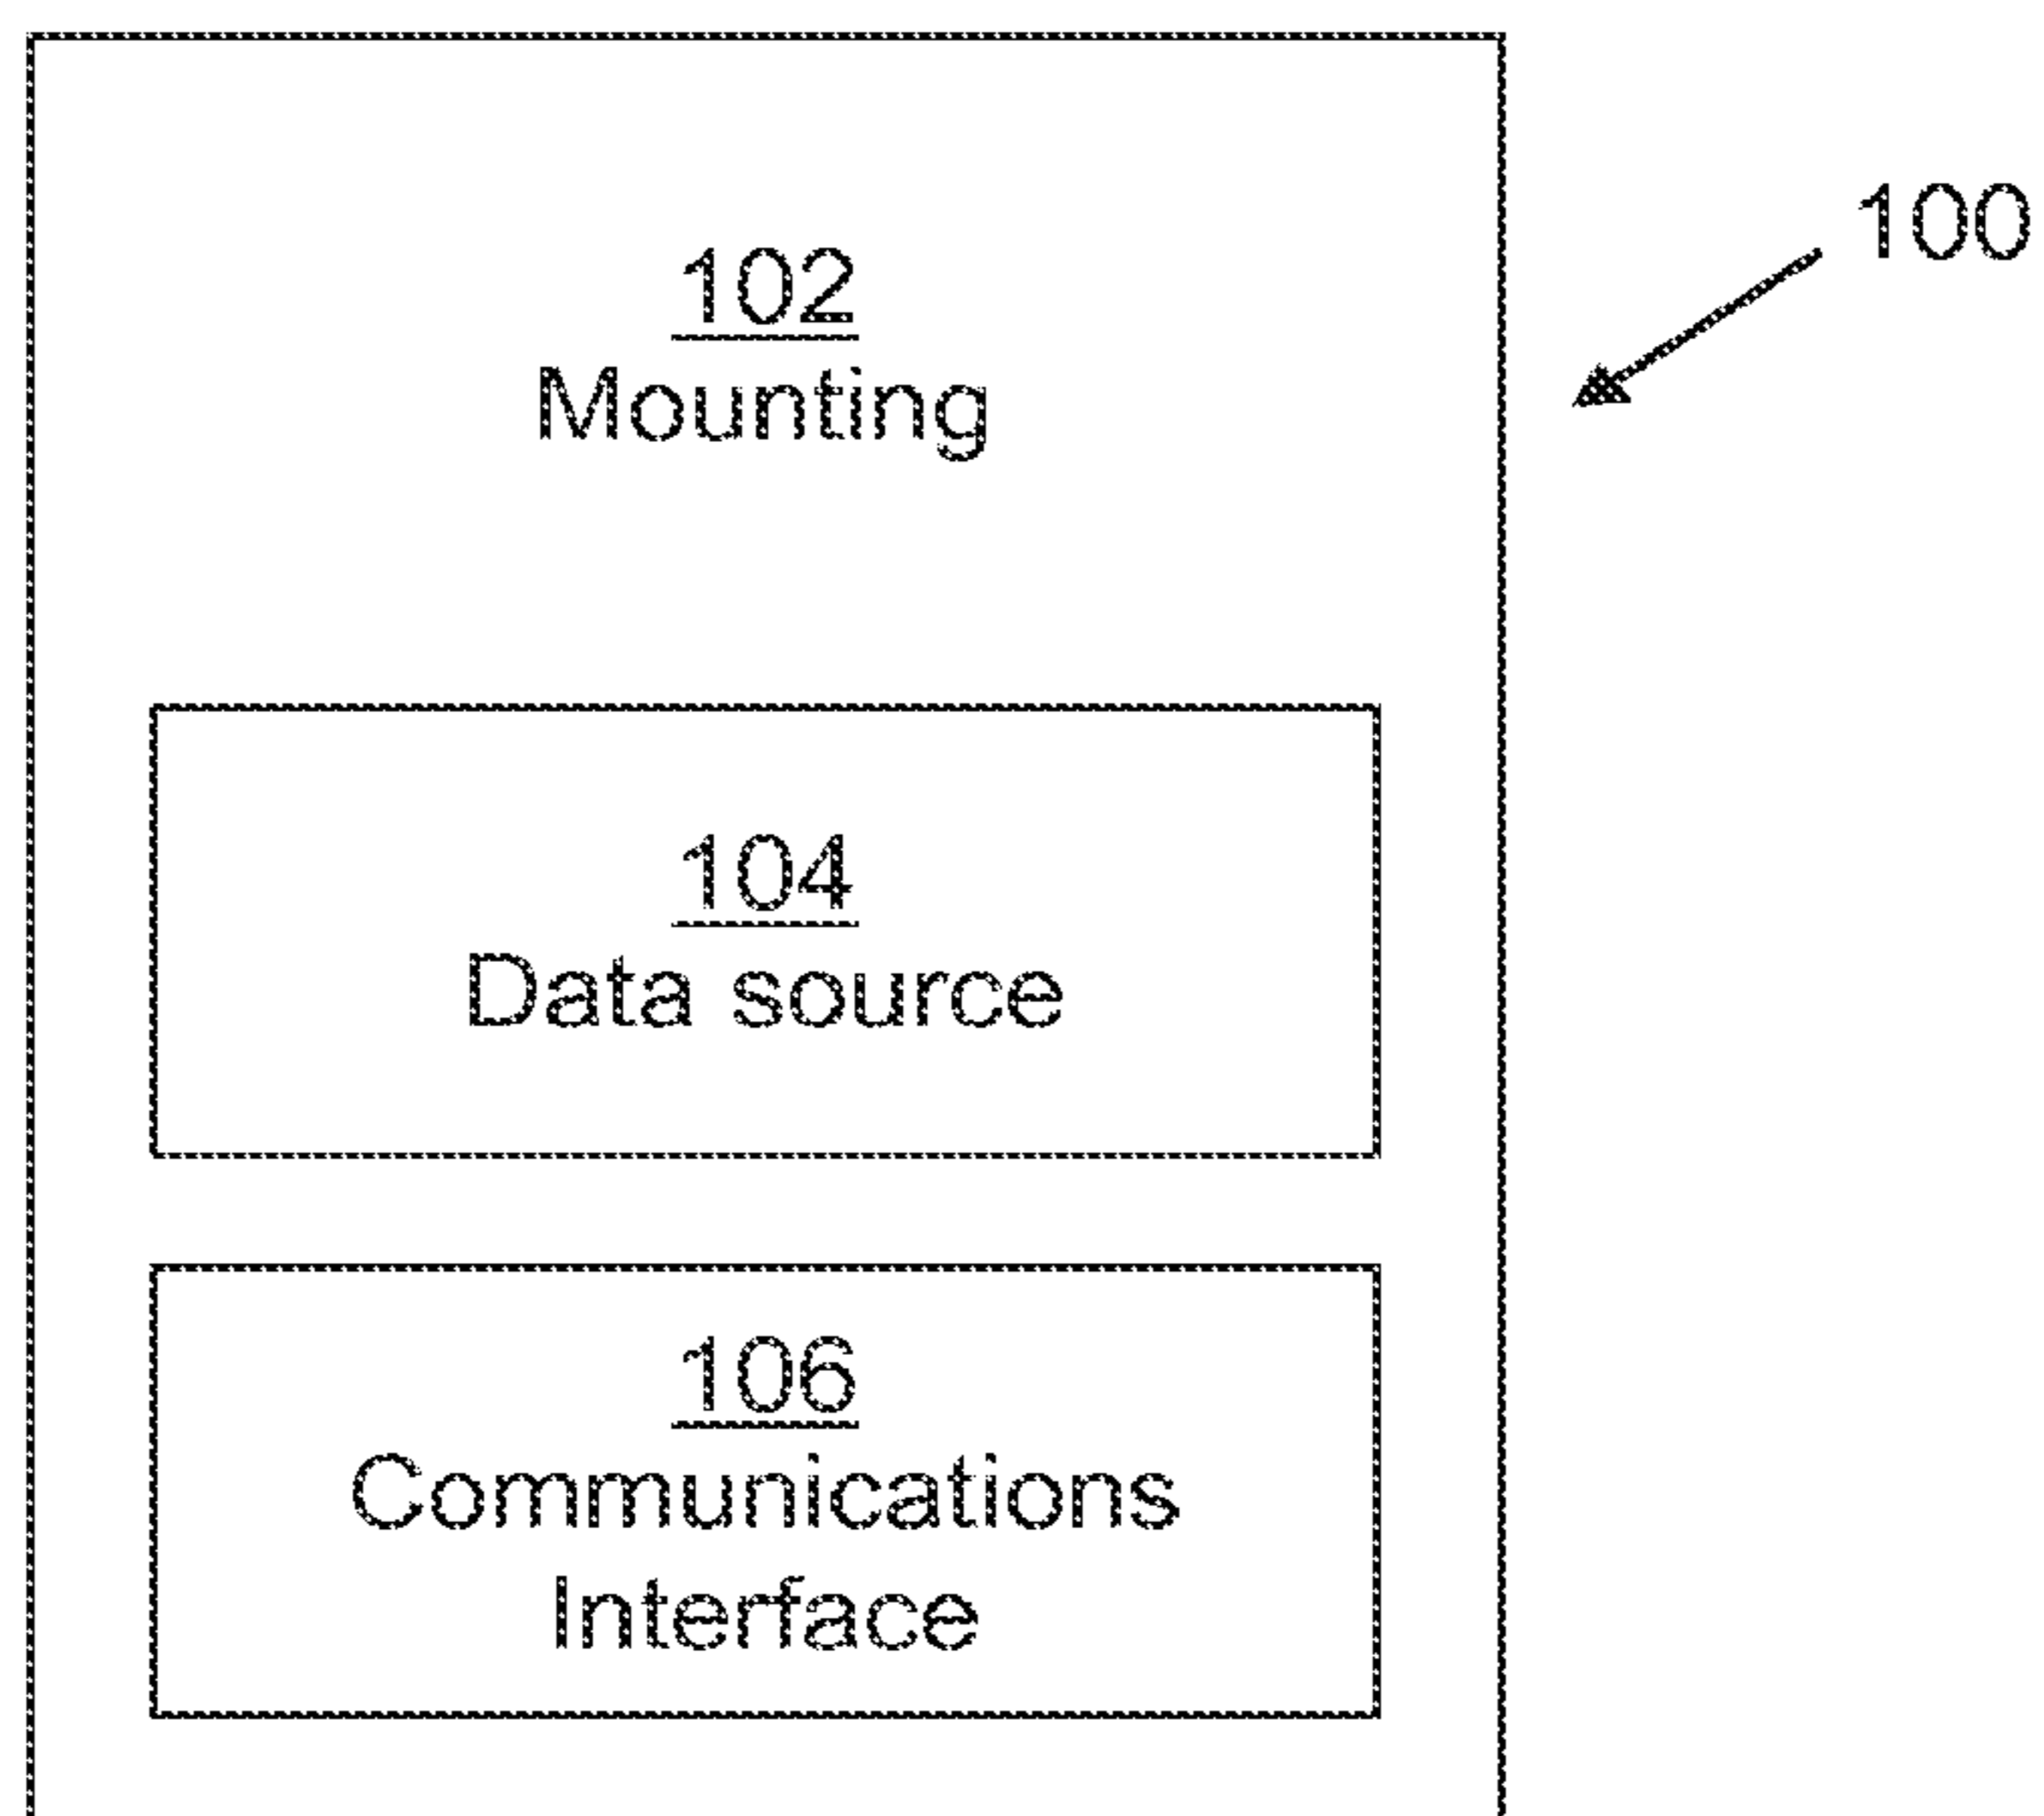 100
102
Mounting
104
Data source
106
Communications
Interface